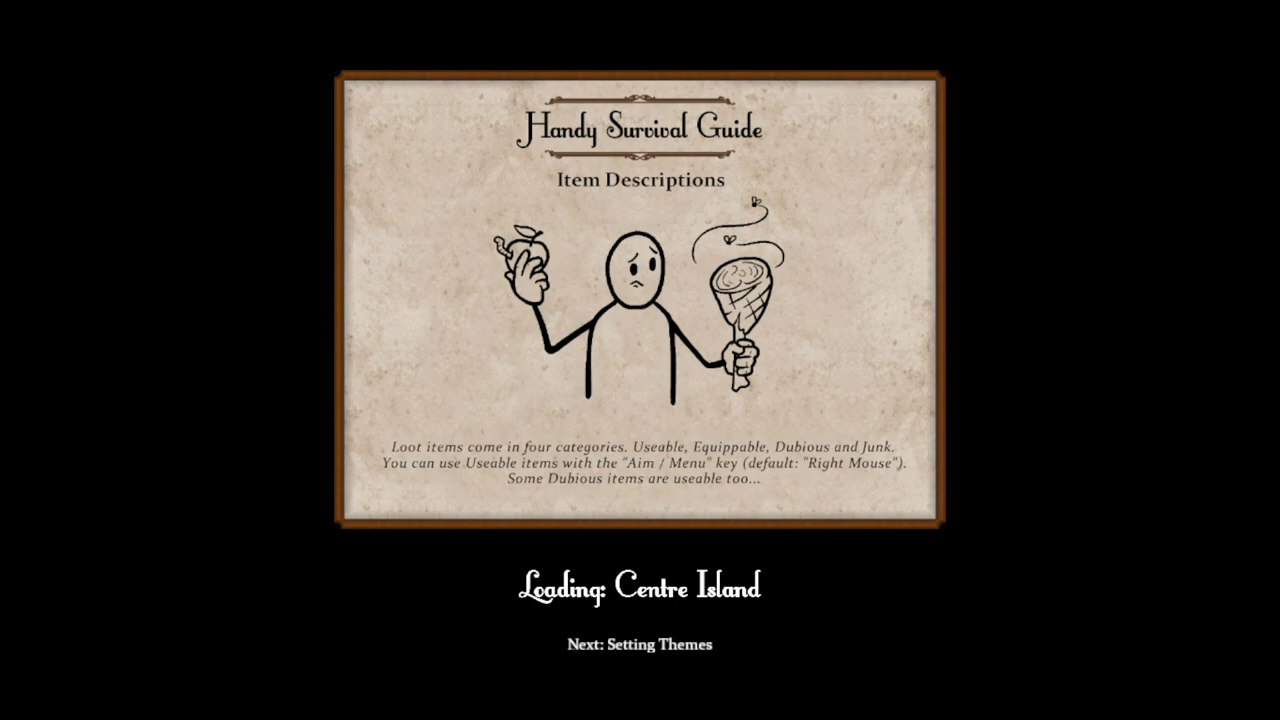 Handy Survival Guide
Item Descriptions
Loot items come in four categories. Useable, Equippable, Dubious and Junk.
You can use Useable items with the "Aim / Menu" key (default: "Right Mouse").
Some Dubious items are useable too...
Loading: Centre Island
Next: Setting Themes